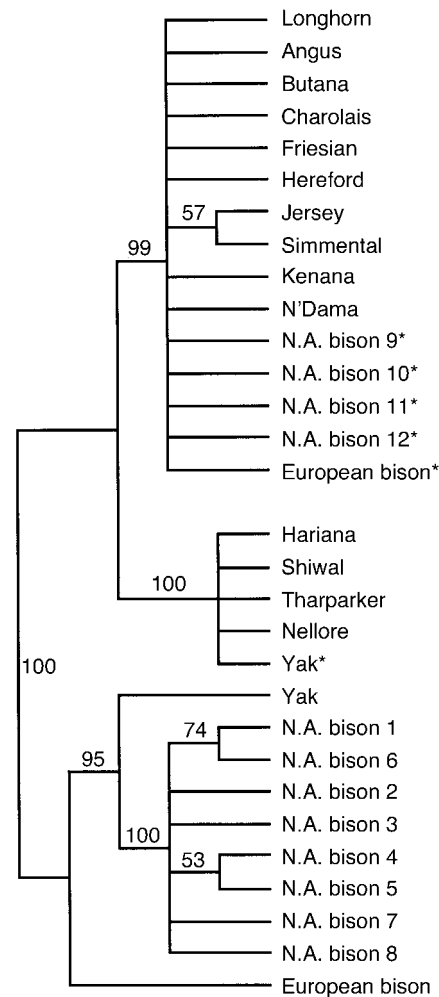 Longhorn
Angus
Butana
Charolais
Friesian
Hereford
57
Jersey
Simmental
99
Kenana
N'Dama
N.A. bison 9*
N.A. bison 10*
N.A. bison 11*
N.A. bison 12*
European bison*
Hariana
Shiwal
100
Tharparker
Nellore
Yak*
100
Yak
74
N.A. bison 1
95
N.A. bison 6
N.A. bison 2
N.A. bison 3
100
53
N.A. bison 4
N.A. bison 5
N.A. bison 7
N.A. bison 8
European bison